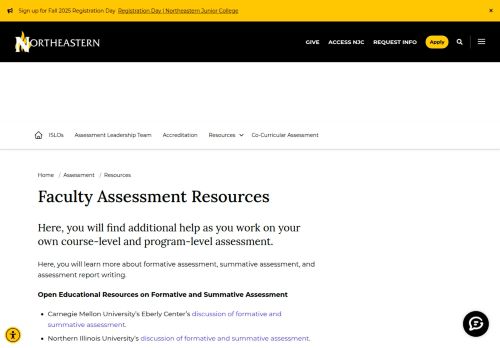 Sign up for Fall 2025 Registration Day Registration Day | Northeastern Junior College ×
NORTHEASTERN GIVE ACCESS NJC REQUEST INFO Apply
ISLOs Assessment Leadership Team Accreditation Resources Co-Curricular Assessment
Home / Assessment / Resources
Faculty Assessment Resources
Here, you will find additional help as you work on your
own course-level and program-level assessment.
Here, you will learn more about formative assessment, summative assessment, and
assessment report writing.
Open Educational Resources on Formative and Summative Assessment
• Carnegie Mellon University's Eberly Center's discussion of formative and
summative assessment.
• Northern Illinois University's discussion of formative and summative assessment.